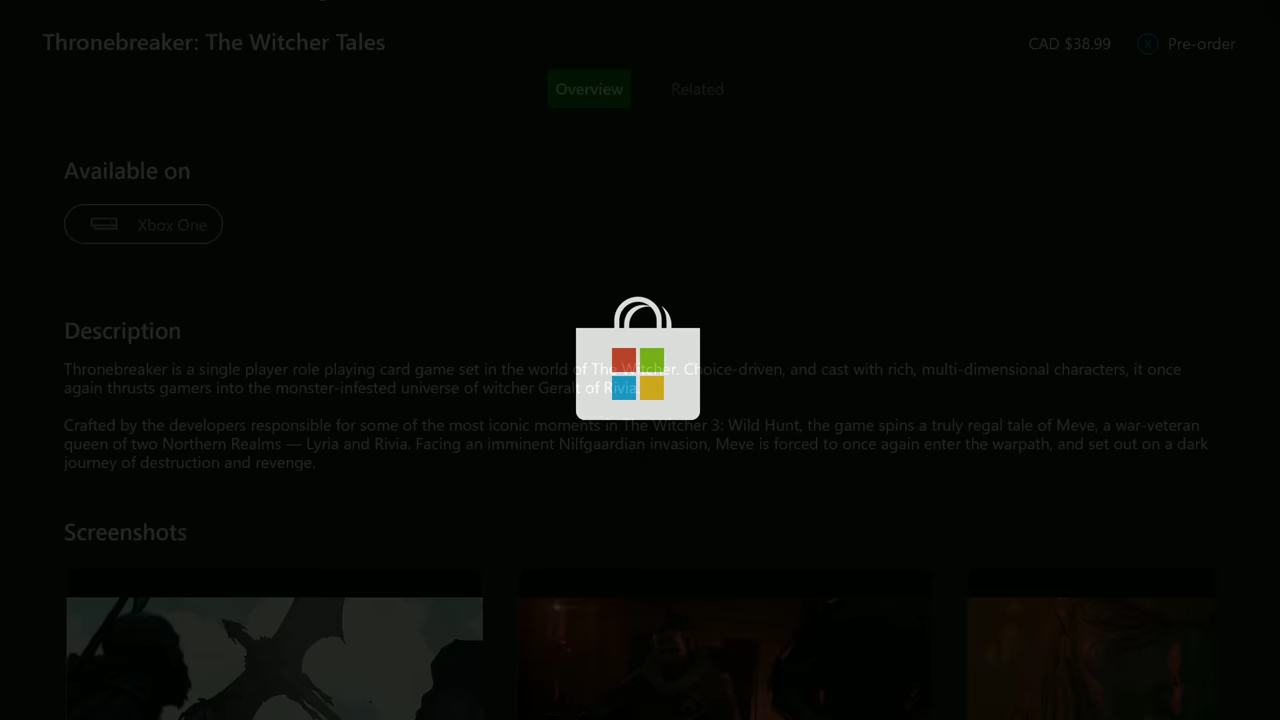 Thronebreaker: The Witcher Tales
CAD $38.99
X Pre-order
Overview
Related
Available on
Xbox One
Description
Thronebreaker is a single player role playing card game set in the world of The Witcher. Choice-driven, and cast with rich, multi-dimensional characters, it once
again thrusts gamers into the monster-infested universe of witcher Geralt of Rivia.
Crafted by the developers responsible for some of the most iconic moments in The Witcher 3: Wild Hunt, the game spins a truly regal tale of Meve, a war-veteran
queen of two Northern Realms — Lyria and Rivia. Facing an imminent Nilfgaardian invasion, Meve is forced to once again enter the warpath, and set out on a dark
journey of destruction and revenge.
Screenshots